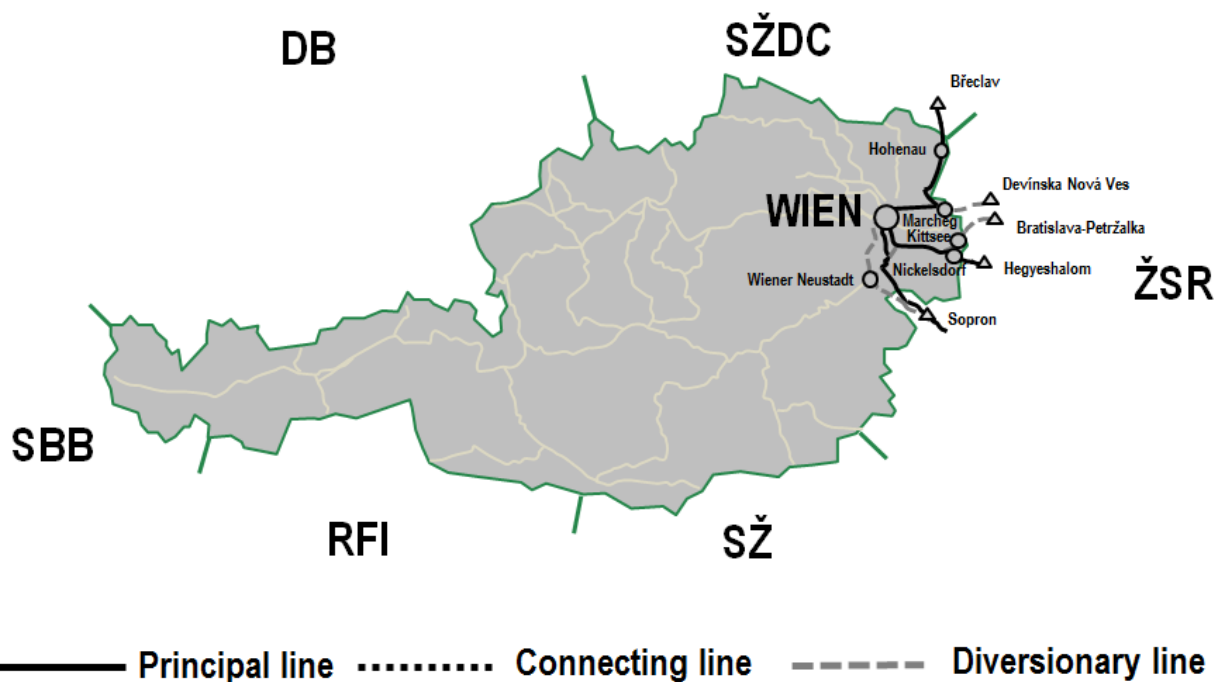 DB
SŽDC
Břeclav
Hohenau
Devínska Nová Ves
WIEN
Marcheg
Bratislava-Petržalka
Kittsee
Nickelsdorf
Hegyeshalom
Wiener Neustadt
ŽSR
Sopron
SBB
RFI
SŽ
Principal line
Connecting line
Diversionary line